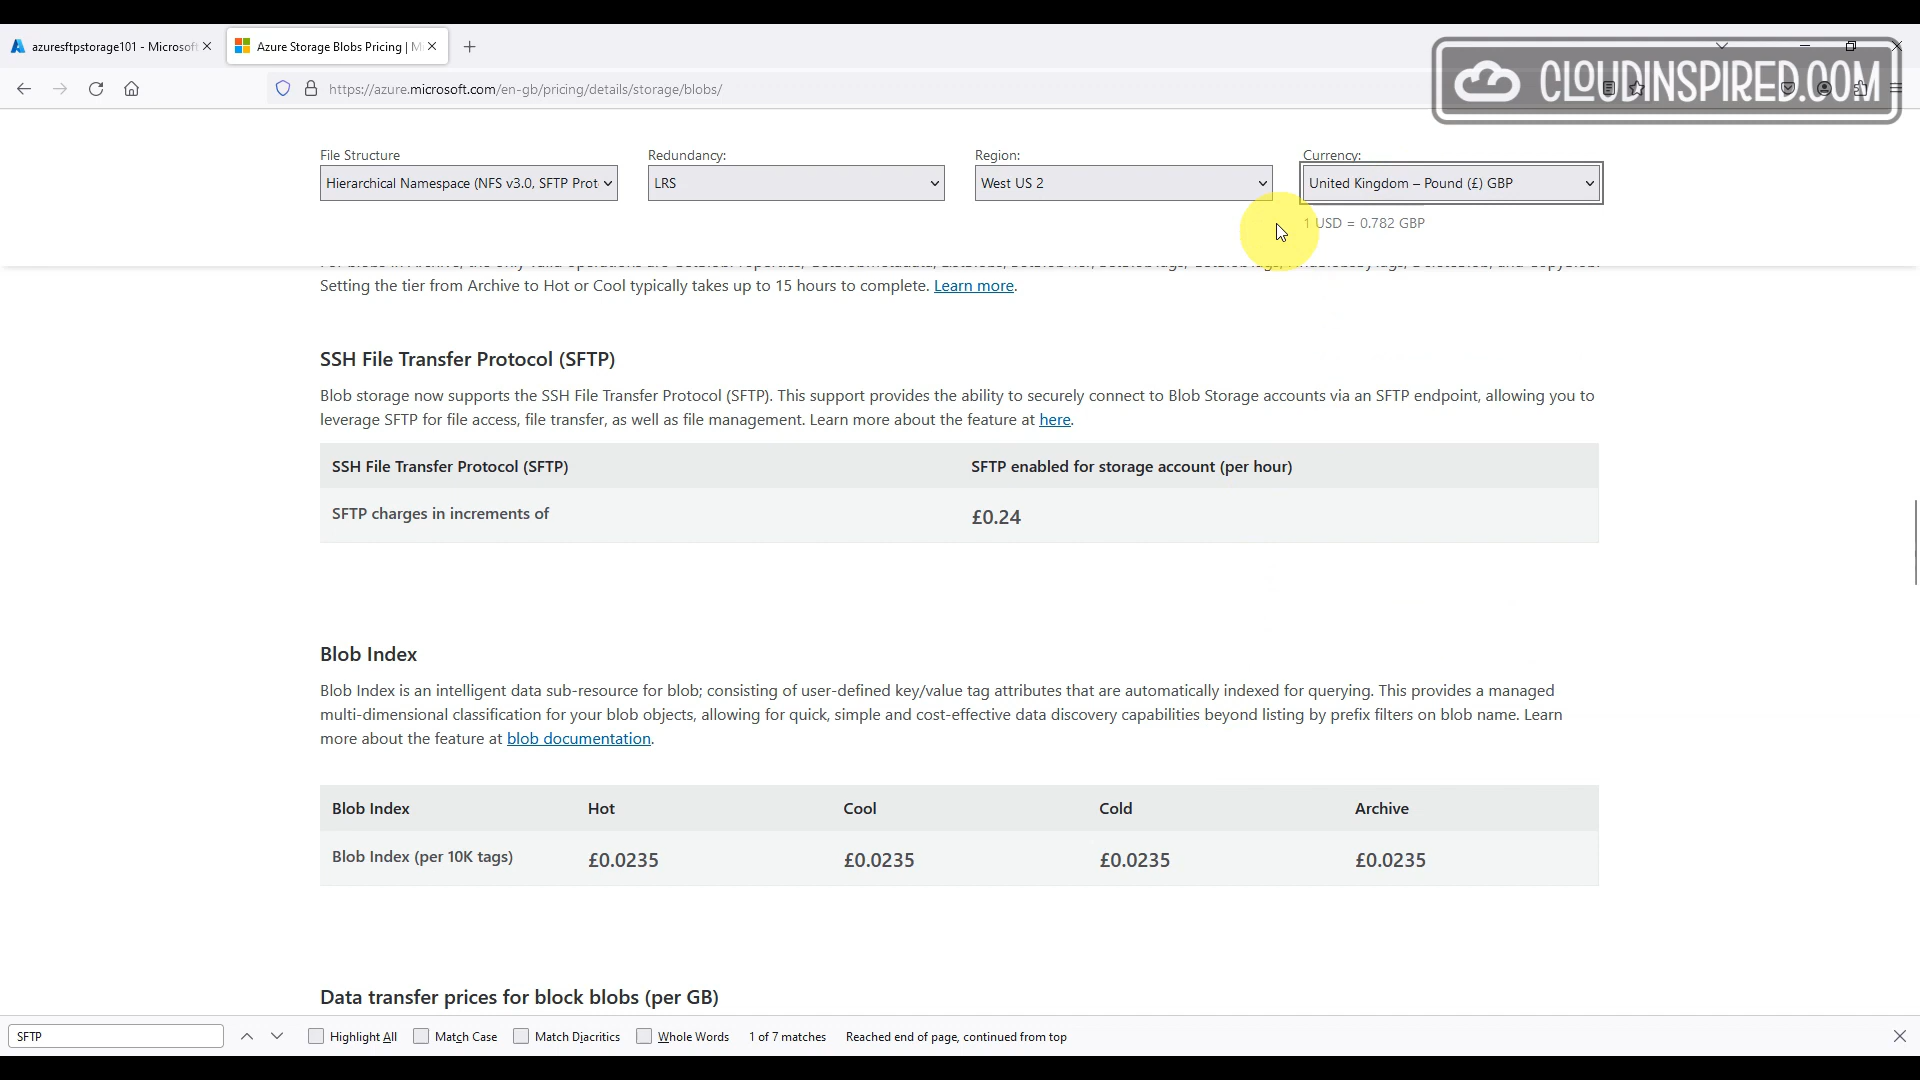 azuresftpstorage101 - Microsoft
Azure Storage Blobs Pricing | M
https://azure.microsoft.com/en-gb/pricing/details/storage/blobs/
CLOUDINSPIRED.COM
File Structure
Redundancy:
Region:
Currency:
Hierarchical Namespace (NFS v3.0, SFTP Prot
LRS
West US 2
United Kingdom – Pound (£) GBP
1 USD = 0.782 GBP
Setting the tier from Archive to Hot or Cool typically takes up to 15 hours to complete. Learn more.
SSH File Transfer Protocol (SFTP)
Blob storage now supports the SSH File Transfer Protocol (SFTP). This support provides the ability to securely connect to Blob Storage accounts via an SFTP endpoint, allowing you to
leverage SFTP for file access, file transfer, as well as file management. Learn more about the feature at here.
SSH File Transfer Protocol (SFTP)
SFTP enabled for storage account (per hour)
SFTP charges in increments of
£0.24
Blob Index
Blob Index is an intelligent data sub-resource for blob; consisting of user-defined key/value tag attributes that are automatically indexed for querying. This provides a managed
multi-dimensional classification for your blob objects, allowing for quick, simple and cost-effective data discovery capabilities beyond listing by prefix filters on blob name. Learn
more about the feature at blob documentation.
Blob Index Hot Cool Cold Archive
Blob Index (per 10K tags) £0.0235 £0.0235 £0.0235 £0.0235
Data transfer prices for block blobs (per GB)
SFTP
Highlight All
Match Case
Match Diacritics
Whole Words
1 of 7 matches
Reached end of page, continued from top